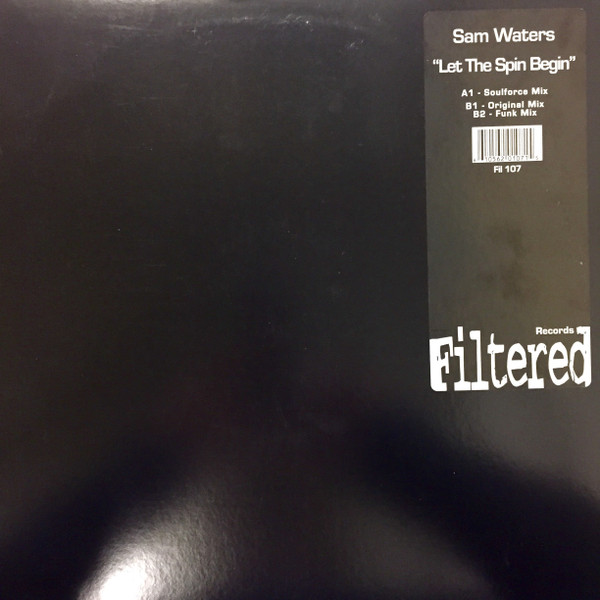 Sam Waters
"Let The Spin Begin"
A1 - Soulforce Mix
B1 - Original Mix
B2 - Funk Mix
Fil 107
Records
Filtered